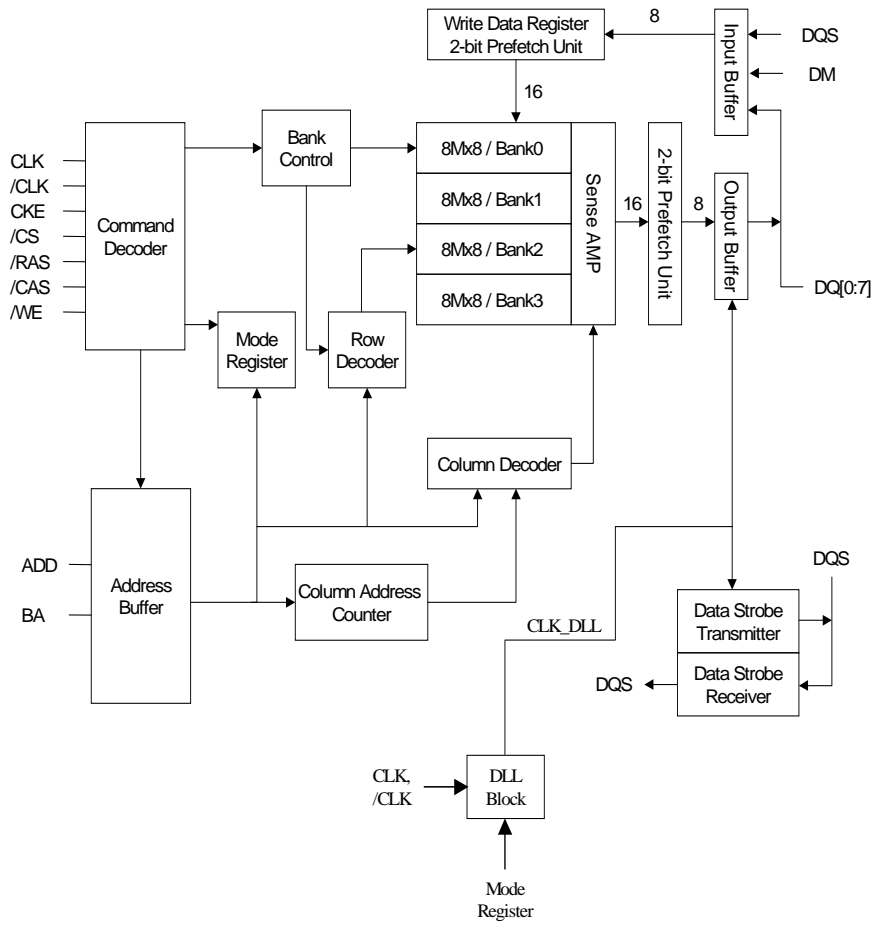 Write Data Register
2-bit Prefetch Unit
8
Input Buffer
DQS
DM
16
Bank
Control
8Mx8 / Bank0
8Mx8 / Bank1
8Mx8 / Bank2
8Mx8 / Bank3
Sense AMP
16
2-bit Prefetch Unit
8
Output Buffer
DQ[0:7]
CLK
/CLK
CKE
/CS
/RAS
/CAS
/WE
Command
Decoder
Mode
Register
Row
Decoder
Column Decoder
ADD
BA
Address
Buffer
Column Address
Counter
CLK_DLL
DQS
Data Strobe
Transmitter
Data Strobe
Receiver
DQS
CLK,
/CLK
DLL
Block
Mode
Register